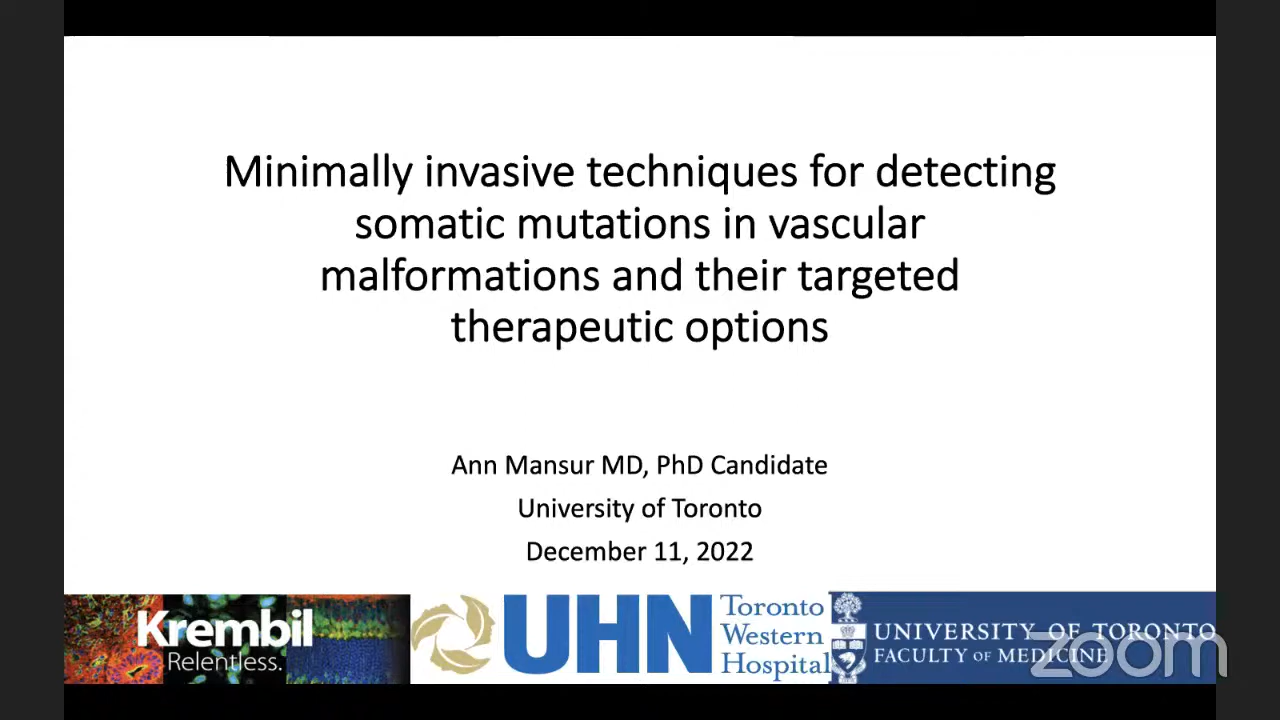 Minimally invasive techniques for detecting
somatic mutations in vascular
malformations and their targeted
therapeutic options
Ann Mansur MD, PhD Candidate
University of Toronto
December 11, 2022
Krembil
Relentless.
UHN
Toronto
Western
Hospital
UNIVERSITY OF TORONTO
FACULTY OF MEDICINE
zoom